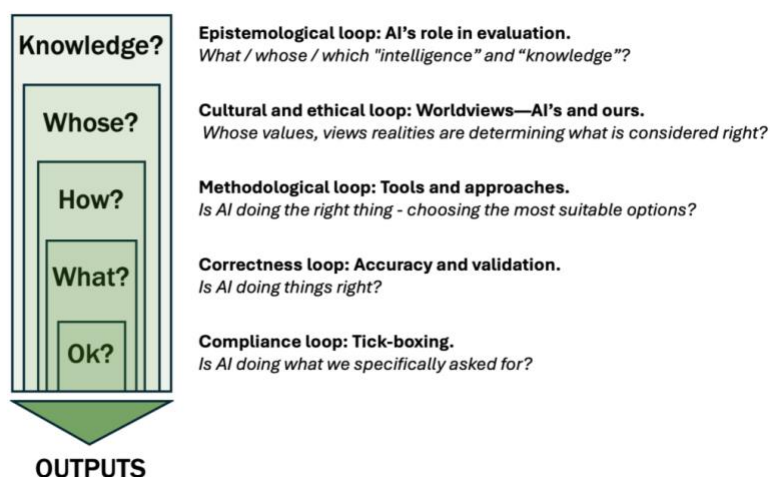 Knowledge?
Epistemological loop: AI’s role in evaluation.
What / whose / which "intelligence” and “knowledge”?
Whose?
Cultural and ethical loop: Worldviews—AI’s and ours.
Whose values, views realities are determining what is considered right?
How?
Methodological loop: Tools and approaches.
Is AI doing the right thing - choosing the most suitable options?
What?
Correctness loop: Accuracy and validation.
Is AI doing things right?
Ok?
Compliance loop: Tick-boxing.
Is AI doing what we specifically asked for?
OUTPUTS